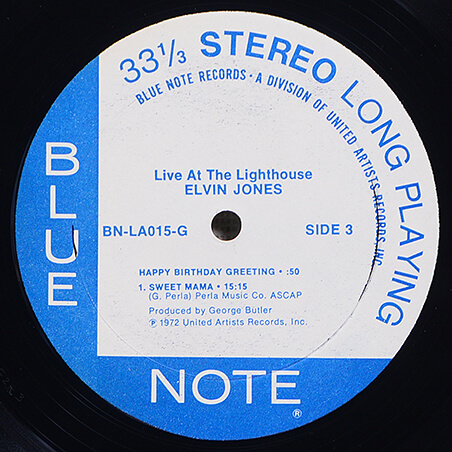 33⅓ STEREO LONG PLAYING
BLUE NOTE RECORDS • A DIVISION OF UNITED ARTISTS RECORDS, INC.
BLUE
Live At The Lighthouse
ELVIN JONES
BN-LA015-G
SIDE 3
HAPPY BIRTHDAY GREETING • :50
1. SWEET MAMA • 15:15
(G. Perla) Perla Music Co. ASCAP
Produced by George Butler
℗ 1972 United Artists Records, Inc.
NOTE
®